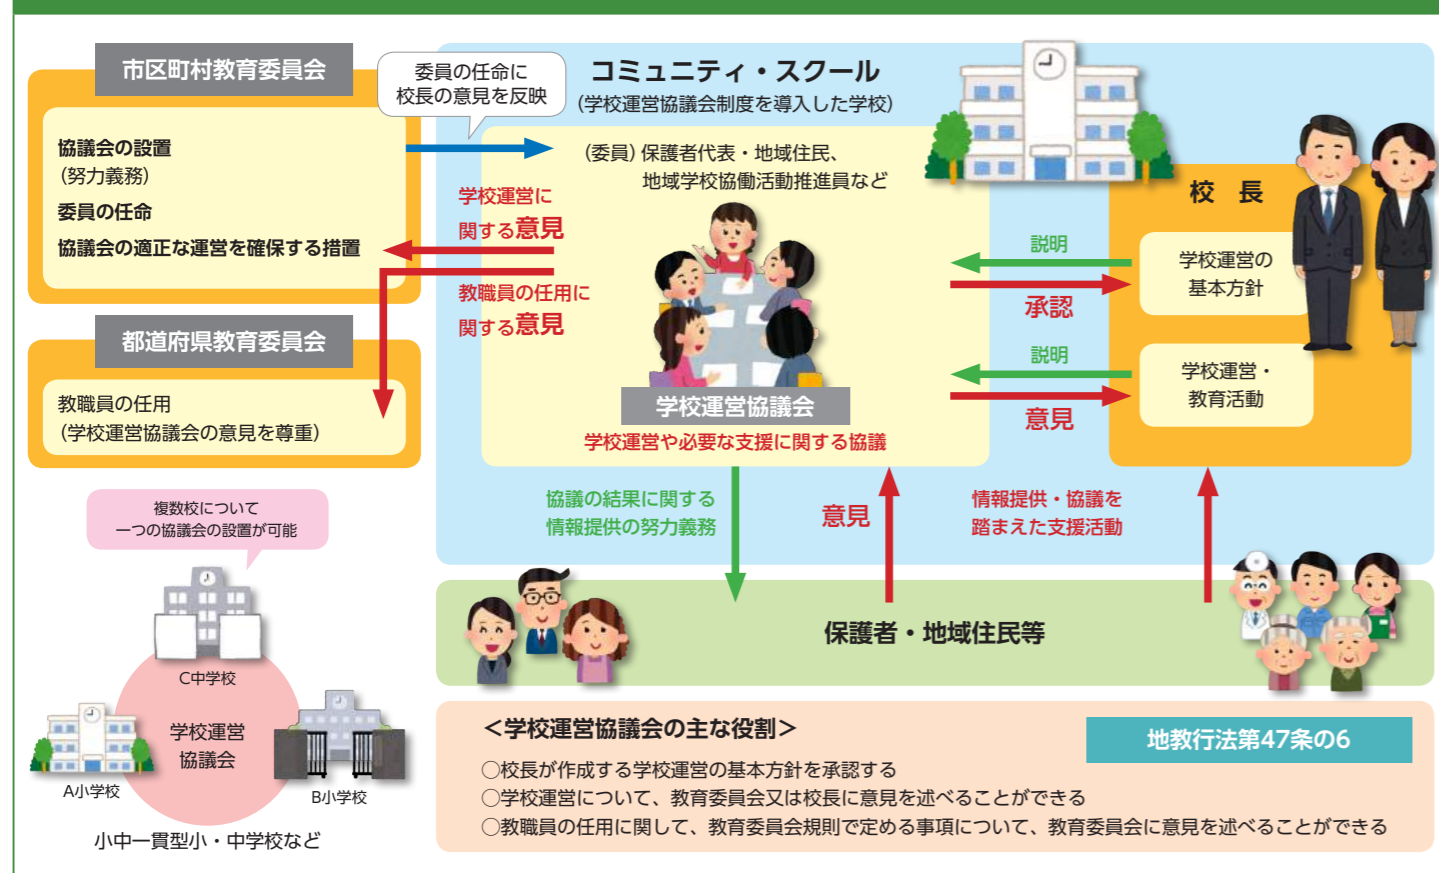 市区町村教育委員会
協議会の設置
（努力義務）
委員の任命
協議会の適正な運営を確保する措置
都道府県教育委員会
教職員の任用
（学校運営協議会の意見を尊重）
委員の任命に
校長の意見を反映
コミュニティ・スクール
（学校運営協議会制度を導入した学校）
（委員）保護者代表・地域住民、
地域学校協働活動推進員など
学校運営に
関する意見
教職員の任用に
関する意見
学校運営協議会
学校運営や必要な支援に関する協議
校長
説明
承認
学校運営の
基本方針
説明
意見
学校運営・
教育活動
協議の結果に関する
情報提供の努力義務
意見
情報提供・協議を
踏まえた支援活動
保護者・地域住民等
複数校について
一つの協議会の設置が可能
C中学校
学校運営
協議会
A小学校
B小学校
小中一貫型小・中学校など
＜学校運営協議会の主な役割＞
地教行法第47条の6
○校長が作成する学校運営の基本方針を承認する
○学校運営について、教育委員会又は校長に意見を述べることができる
○教職員の任用に関して、教育委員会規則で定める事項について、教育委員会に意見を述べることができる